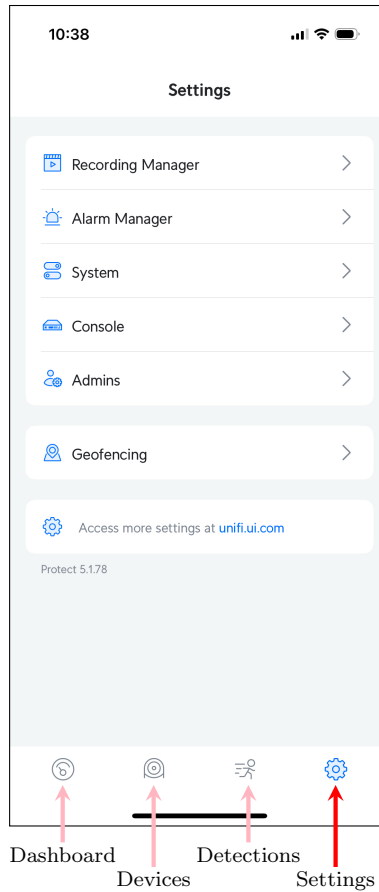 10:38
Settings
Recording Manager
Alarm Manager
System
Console
Admins
Geofencing
Access more settings at unifi.ui.com
Protect 5.1.78
Dashboard
Devices
Detections
Settings